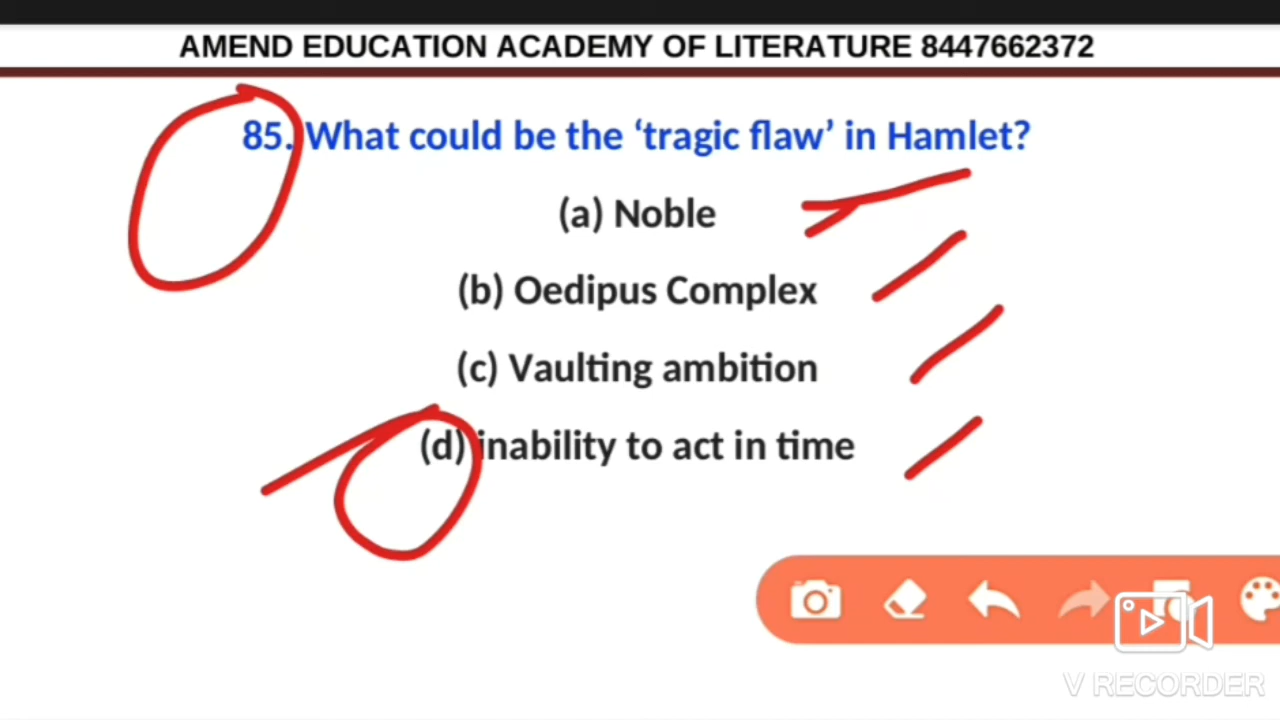 AMEND EDUCATION ACADEMY OF LITERATURE 8447662372
85. What could be the ‘tragic flaw’ in Hamlet?
(a) Noble
(b) Oedipus Complex
(c) Vaulting ambition
(d) inability to act in time
V RECORDER